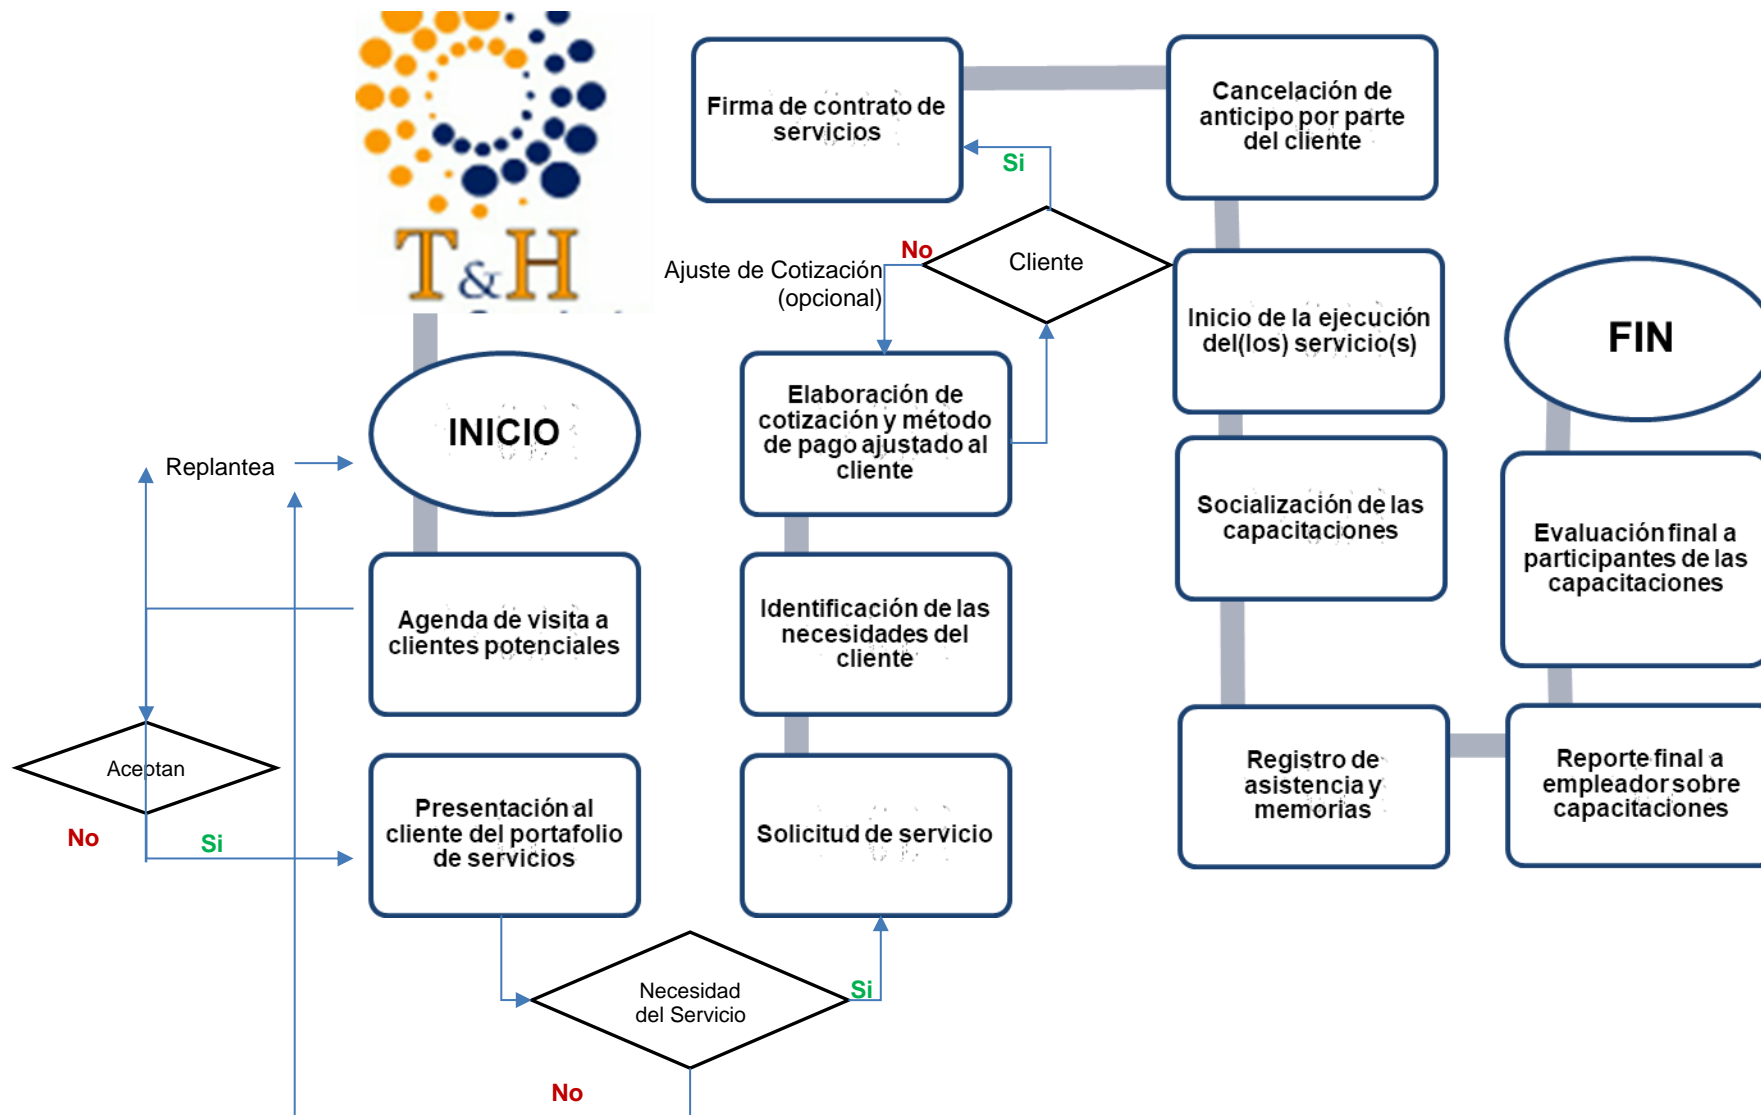 T&H
INICIO
Replantea
Agenda de visita a
clientes potenciales
Aceptan
No
Si
Presentación al
cliente del portafolio
de servicios
Necesidad
del Servicio
No
Si
Solicitud de servicio
Identificación de las
necesidades del
cliente
Elaboración de
cotización y método
de pago ajustado al
cliente
Ajuste de Cotización
(opcional)
No
Cliente
Si
Firma de contrato de
servicios
Cancelación de
anticipo por parte
del cliente
Inicio de la ejecución
del(los) servicio(s)
Socialización de las
capacitaciones
Registro de
asistencia y
memorias
Reporte final a
empleador sobre
capacitaciones
Evaluación final a
participantes de las
capacitaciones
FIN